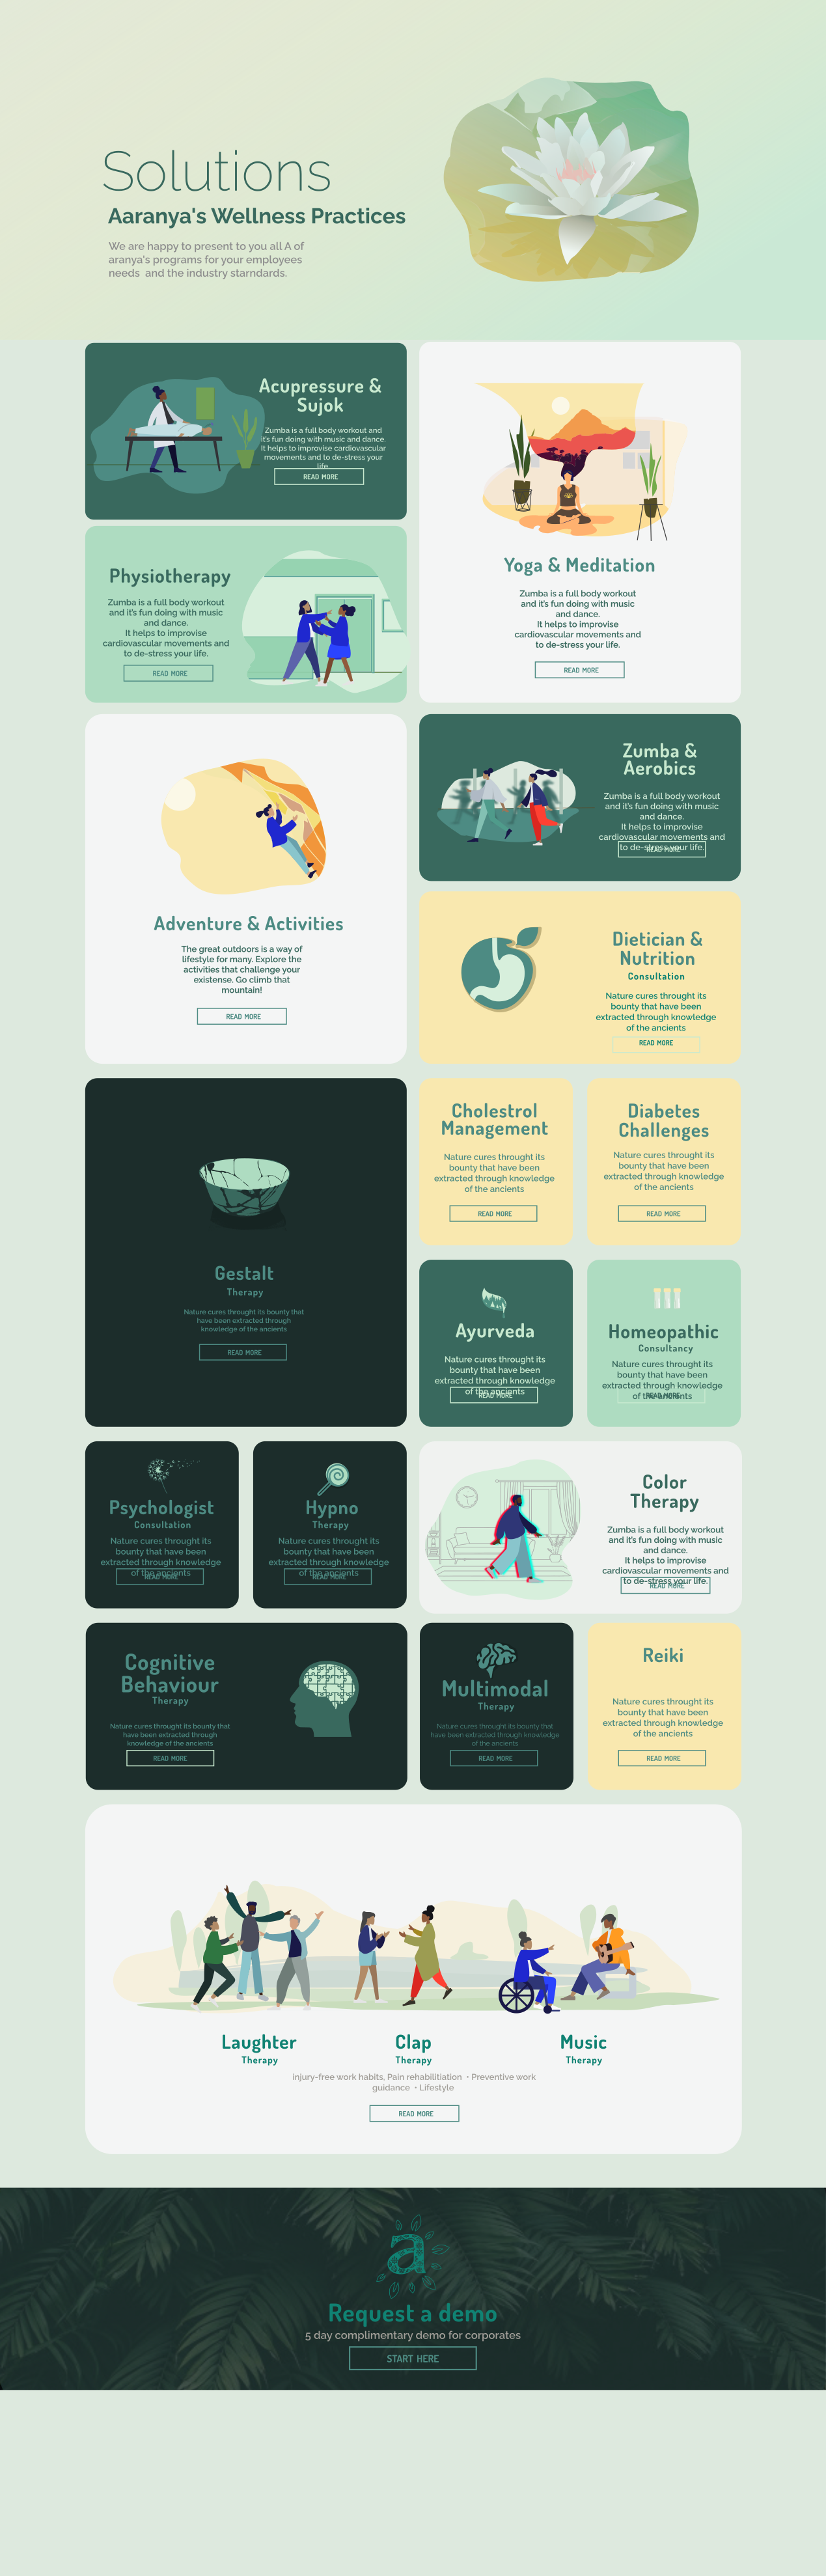 Solutions
Aaranya's Wellness Practices
We are happy to present to you all A of
aranya's programs for your employees
needs and the industry starndards.
Acupressure &
Sujok
Zumba is a full body workout and
it's fun doing with music and dance.
It helps to improvise cardiovascular
movements and to de-stress your
life.
READ MORE
Physiotherapy
Zumba is a full body workout
and it's fun doing with music
and dance.
It helps to improvise
cardiovascular movements and
to de-stress your life.
READ MORE
Yoga & Meditation
Zumba is a full body workout
and it's fun doing with music
and dance.
It helps to improvise
cardiovascular movements and
to de-stress your life.
READ MORE
Adventure & Activities
The great outdoors is a way of
lifestyle for many. Explore the
activities that challenge your
existense. Go climb that
mountain!
READ MORE
Zumba &
Aerobics
Zumba is a full body workout
and it's fun doing with music
and dance.
It helps to improvise
cardiovascular movements and
to de-stress your life.
READ MORE
Dietician &
Nutrition
Consultation
Nature cures throught its
bounty that have been
extracted through knowledge
of the ancients
READ MORE
Gestalt
Therapy
Nature cures throught its bounty that
have been extracted through
knowledge of the ancients
READ MORE
Cholestrol
Management
Nature cures throught its
bounty that have been
extracted through knowledge
of the ancients
READ MORE
Diabetes
Challenges
Nature cures throught its
bounty that have been
extracted through knowledge
of the ancients
READ MORE
Ayurveda
Nature cures throught its
bounty that have been
extracted through knowledge
of the ancients
READ MORE
Homeopathic
Consultancy
Nature cures throught its
bounty that have been
extracted through knowledge
of the ancients
READ MORE
Psychologist
Consultation
Nature cures throught its
bounty that have been
extracted through knowledge
of the ancients
READ MORE
Hypno
Therapy
Nature cures throught its
bounty that have been
extracted through knowledge
of the ancients
READ MORE
Color
Therapy
Zumba is a full body workout
and it's fun doing with music
and dance.
It helps to improvise
cardiovascular movements and
to de-stress your life.
READ MORE
Cognitive
Behaviour
Therapy
Nature cures throught its bounty that
have been extracted through
knowledge of the ancients
READ MORE
Multimodal
Therapy
Nature cures throught its bounty that
have been extracted through knowledge
of the ancients
READ MORE
Reiki
Nature cures throught its
bounty that have been
extracted through knowledge
of the ancients
READ MORE
Laughter
Therapy
Clap
Therapy
Music
Therapy
injury-free work habits, Pain rehabilitiation • Preventive work
guidance • Lifestyle
READ MORE
a
Request a demo
5 day complimentary demo for corporates
START HERE